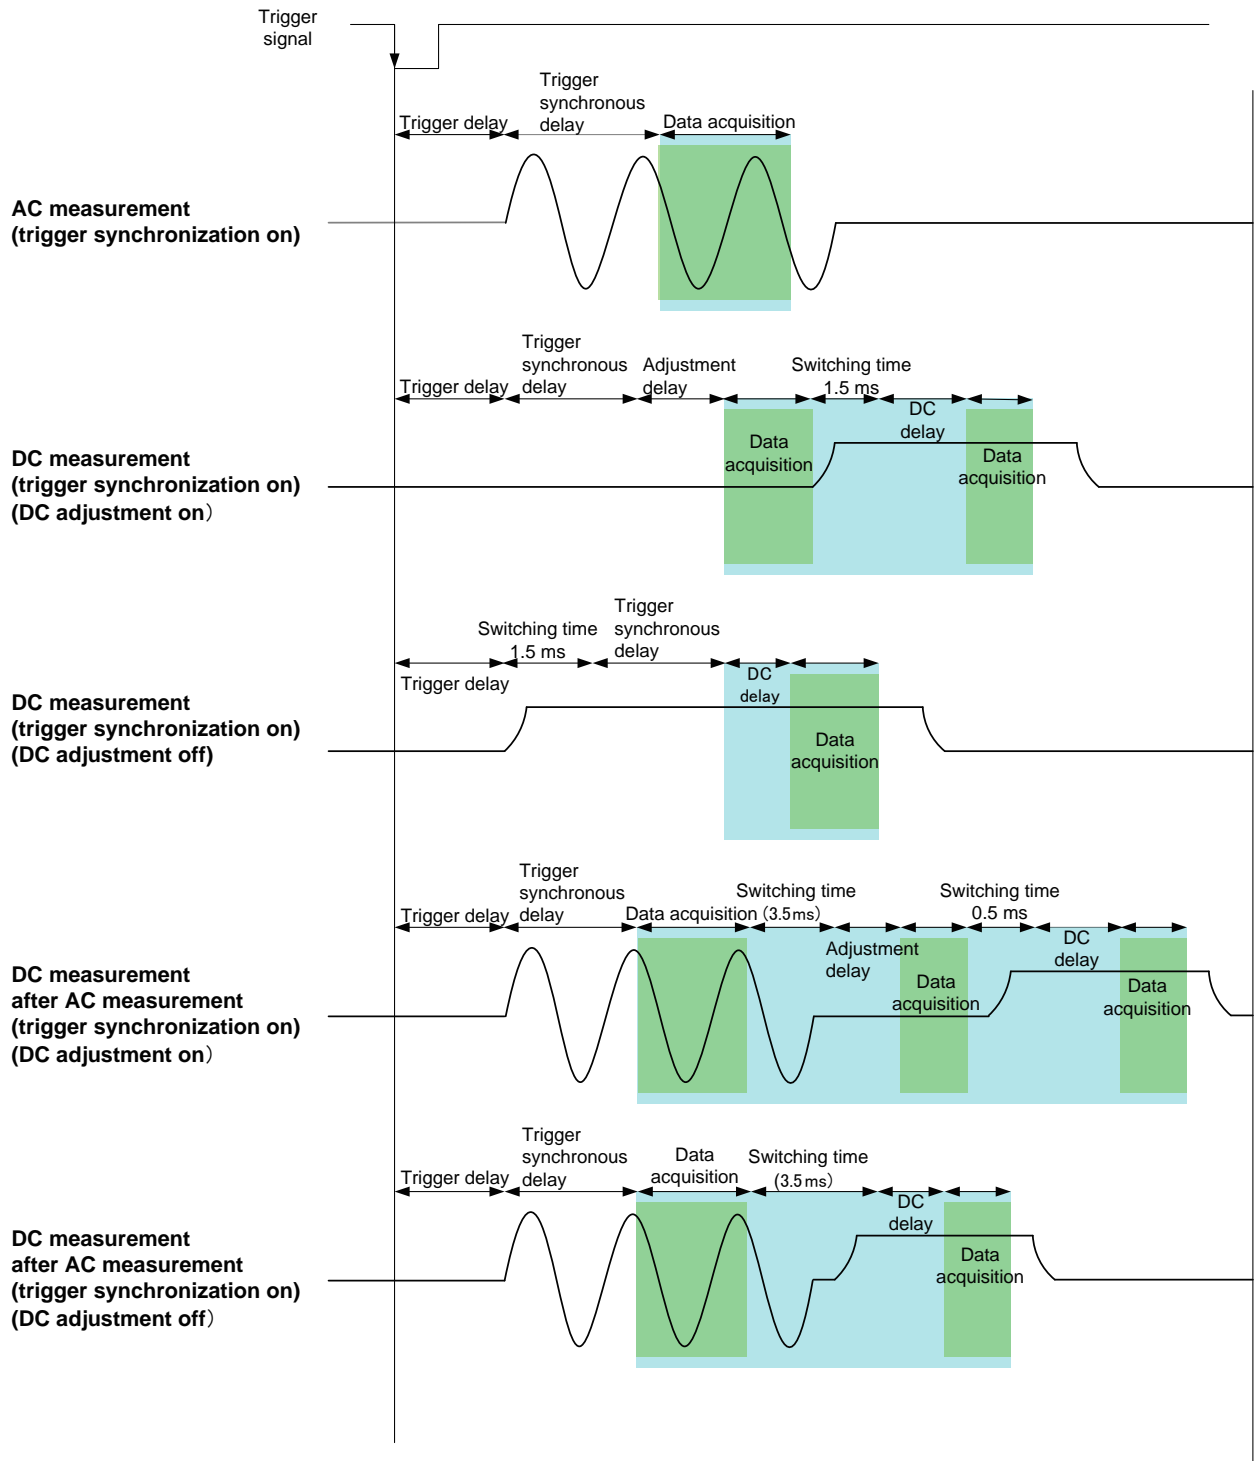 Trigger
signal
Trigger
synchronous
delay
Trigger delay
Data acquisition
AC measurement
(trigger synchronization on)
Trigger
synchronous
delay
Trigger delay
Adjustment
delay
Switching time
1.5 ms
DC
delay
Data
acquisition
Data
acquisition
DC measurement
(trigger synchronization on)
(DC adjustment on）
Switching time
1.5 ms
Trigger
synchronous
delay
Trigger delay
DC
delay
Data
acquisition
DC measurement
(trigger synchronization on)
(DC adjustment off)
Trigger
synchronous
delay
Trigger delay
Data acquisition
Switching time
(3.5ms)
Adjustment
delay
Switching time
0.5 ms
DC
delay
Data
acquisition
Data
acquisition
DC measurement
after AC measurement
(trigger synchronization on)
(DC adjustment on）
Trigger
synchronous
delay
Trigger delay
Data
acquisition
Switching time
(3.5ms)
DC
delay
Data
acquisition
DC measurement
after AC measurement
(trigger synchronization on)
(DC adjustment off）